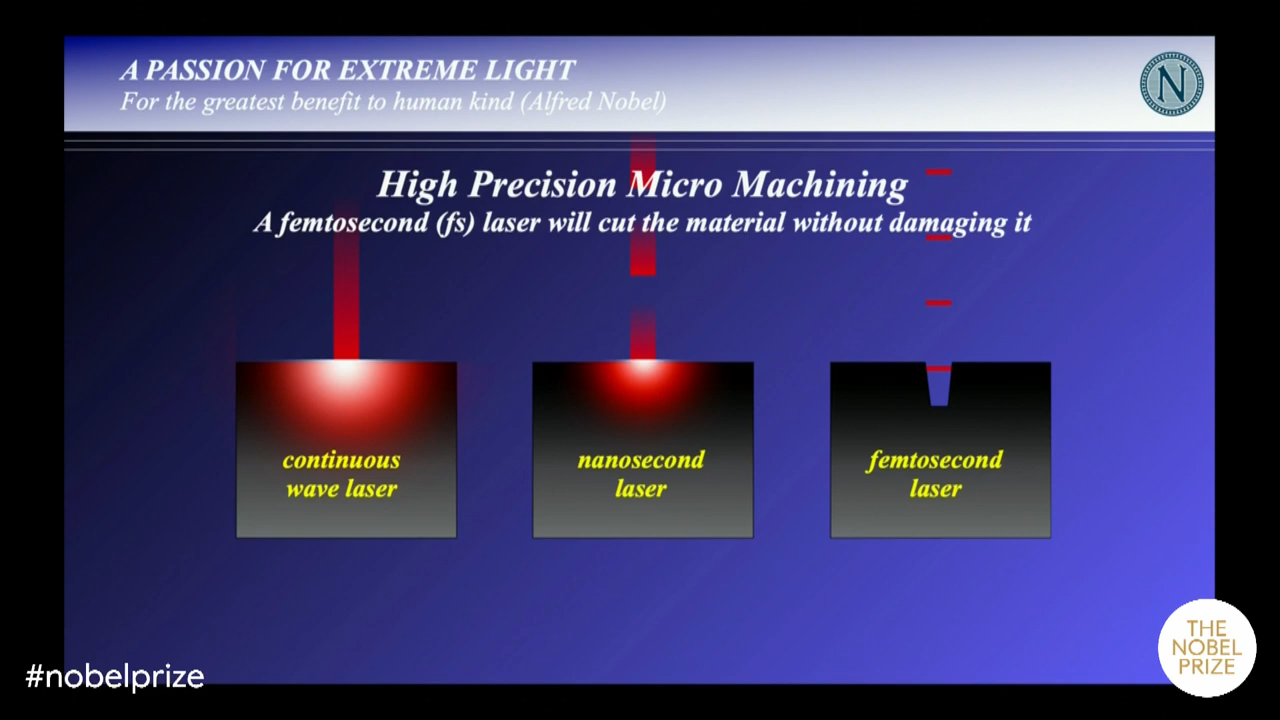 A PASSION FOR EXTREME LIGHT
For the greatest benefit to human kind (Alfred Nobel)
N
High Precision Micro Machining
A femtosecond (fs) laser will cut the material without damaging it
continuous
wave laser
nanosecond
laser
femtosecond
laser
#nobelprize
THE
NOBEL
PRIZE